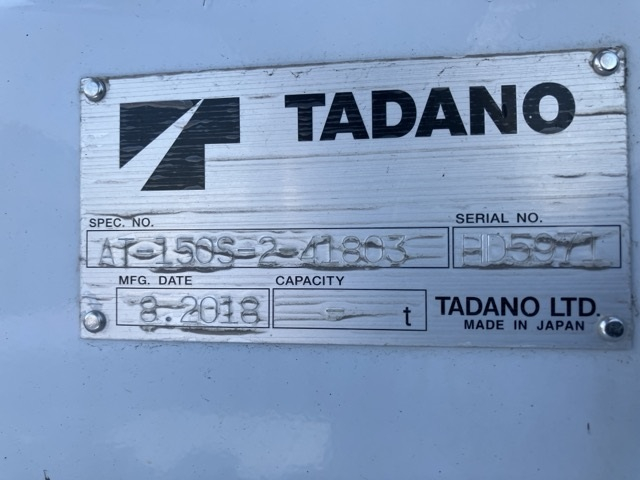 TADANO
SPEC. NO. SERIAL NO.
AT-150S-2-41803 HD5971
MFG. DATE CAPACITY
8.2018 - t
TADANO LTD.
MADE IN JAPAN